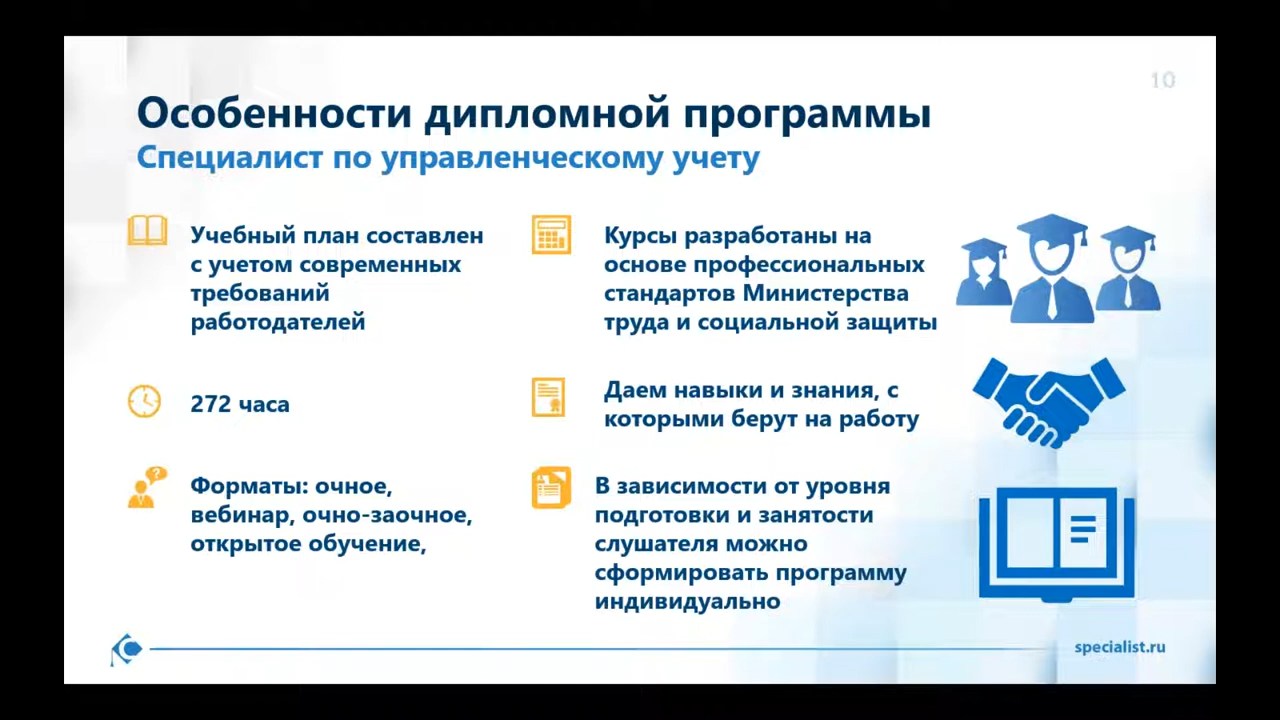 10
Особенности дипломной программы
Специалист по управленческому учету
Учебный план составлен
с учетом современных
требований
работодателей
Курсы разработаны на
основе профессиональных
стандартов Министерства
труда и социальной защиты
272 часа
Даем навыки и знания, с
которыми берут на работу
Форматы: очное,
вебинар, очно-заочное,
открытое обучение,
В зависимости от уровня
подготовки и занятости
слушателя можно
сформировать программу
индивидуально
specialist.ru